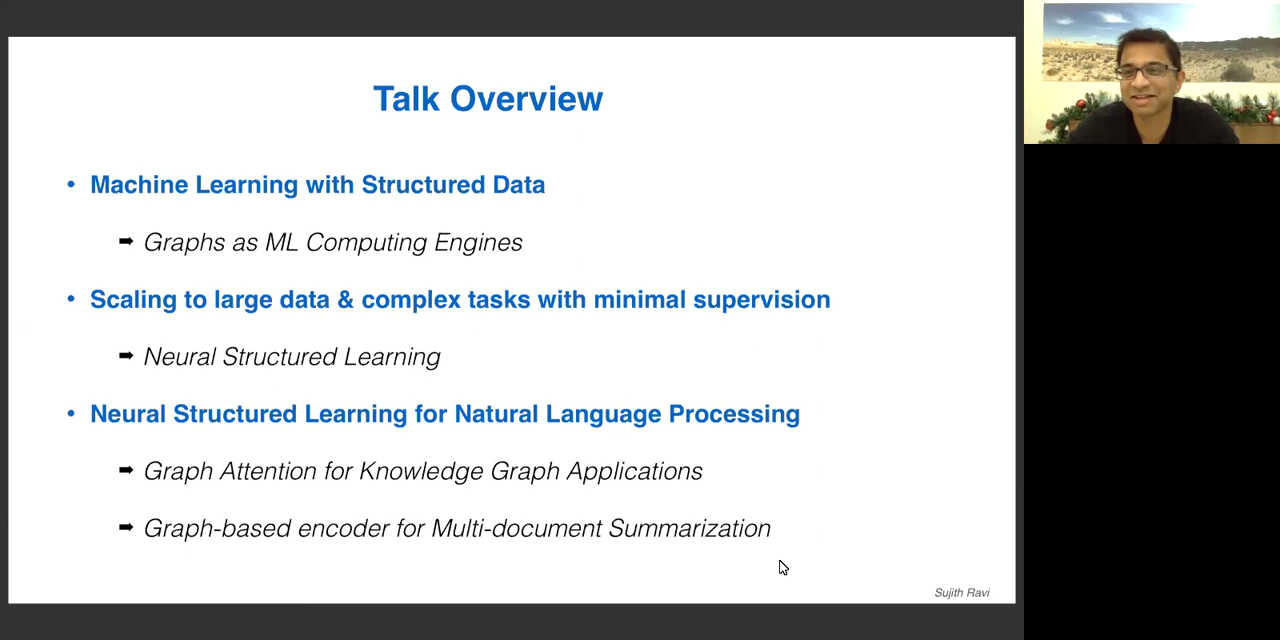 Talk Overview
• Machine Learning with Structured Data
➡ Graphs as ML Computing Engines
• Scaling to large data & complex tasks with minimal supervision
➡ Neural Structured Learning
• Neural Structured Learning for Natural Language Processing
➡ Graph Attention for Knowledge Graph Applications
➡ Graph-based encoder for Multi-document Summarization
Sujith Ravi